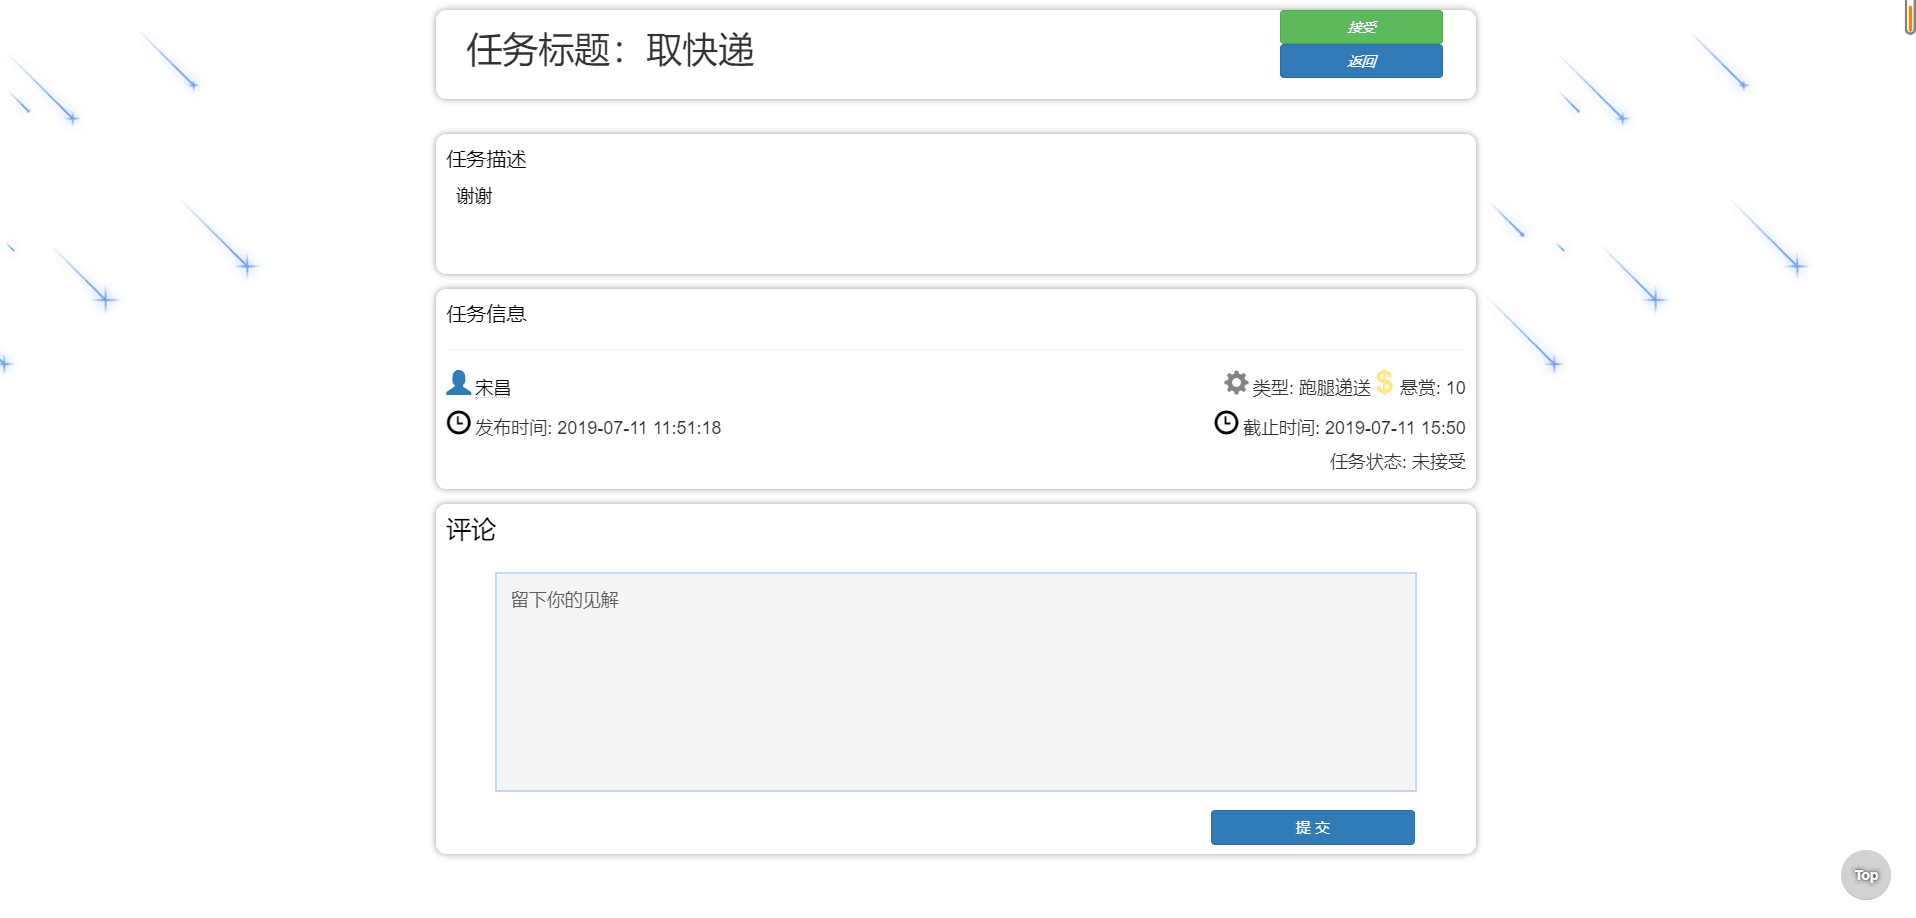 任务标题：取快递
接受
返回
任务描述
谢谢
任务信息
宋昌
类型: 跑腿递送 悬赏: 10
发布时间: 2019-07-11 11:51:18
截止时间: 2019-07-11 15:50
任务状态: 未接受
评论
留下你的见解
提 交
Top